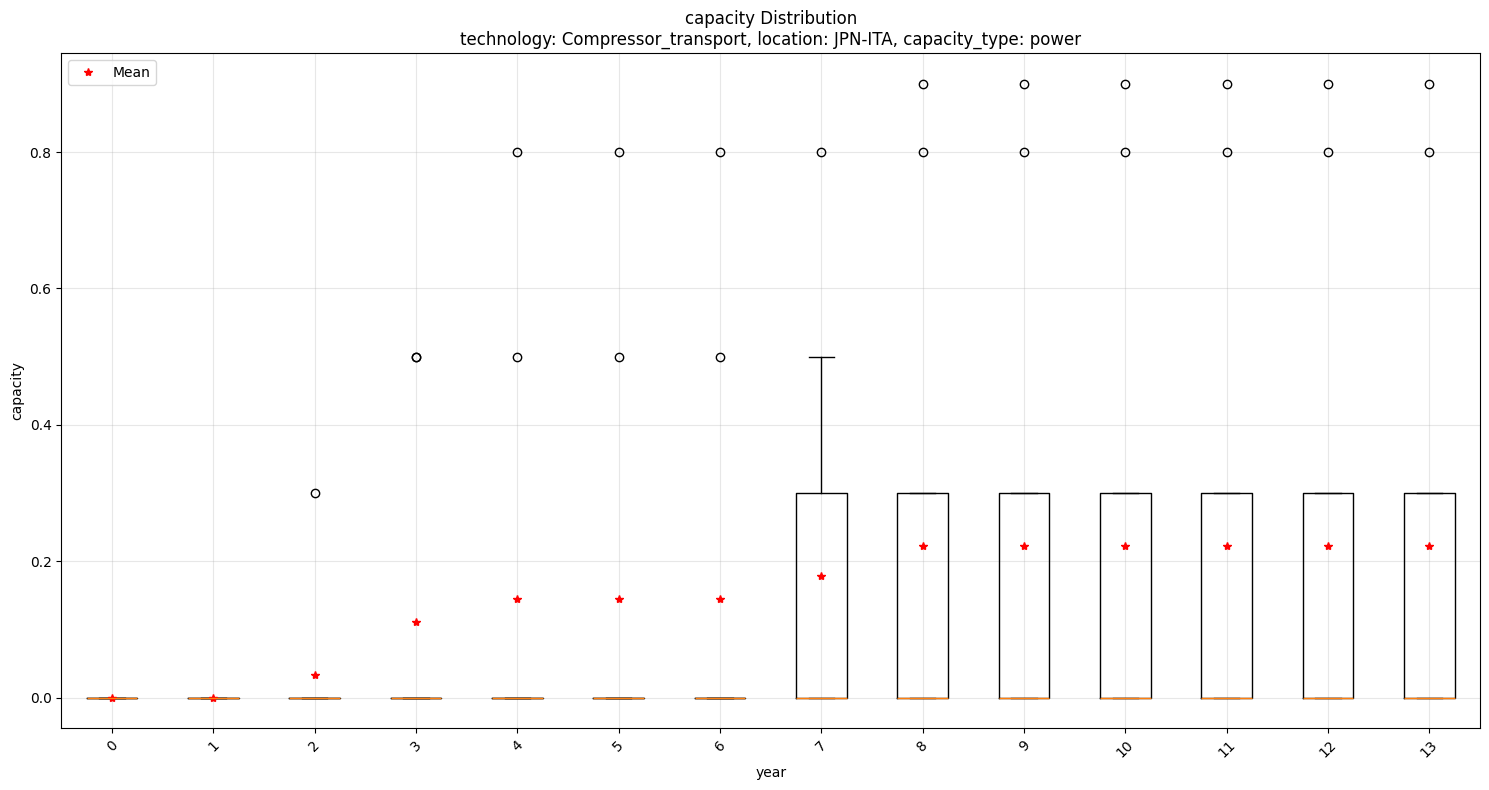 capacity Distribution
technology: Compressor_transport, location: JPN-ITA, capacity_type: power
Mean
capacity
0.8
0.6
0.4
0.2
0.0
0 1 2 3 4 5 6 7 8 9 10 11 12 13
year